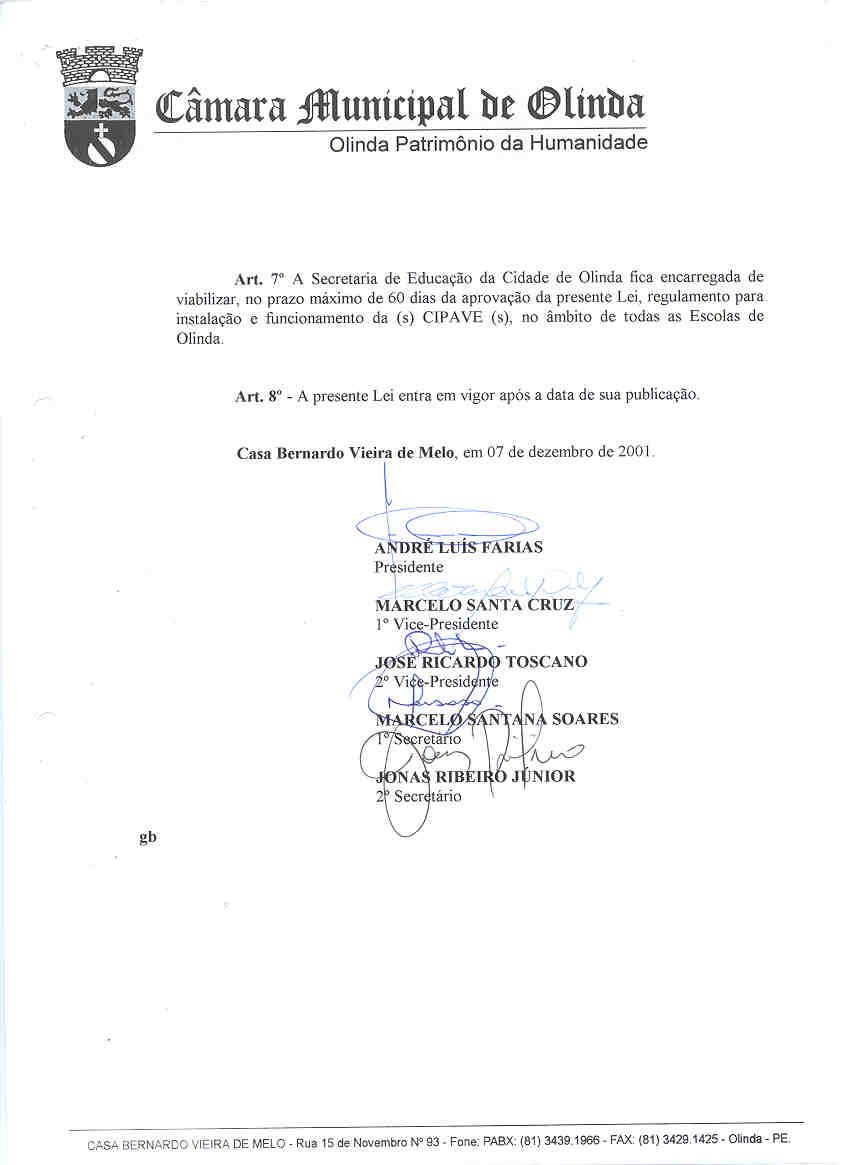 Câmara Municipal de Olinda
Olinda Patrimônio da Humanidade
Art. 7º A Secretaria de Educação da Cidade de Olinda fica encarregada de
viabilizar, no prazo máximo de 60 dias da aprovação da presente Lei, regulamento para
instalação e funcionamento da (s) CIPAVE (s), no âmbito de todas as Escolas de
Olinda.
Art. 8º - A presente Lei entra em vigor após a data de sua publicação.
Casa Bernardo Vieira de Melo, em 07 de dezembro de 2001.
ANDRÉ LUÍS FARIAS
Presidente
MARCELO SANTA CRUZ
1º Vice-Presidente
JOSÉ RICARDO TOSCANO
2º Vice-Presidente
MARCELO SANTANA SOARES
1º Secretário
JONAS RIBEIRO JÚNIOR
2º Secretário
gb
CASA BERNARDO VIEIRA DE MELO - Rua 15 de Novembro Nº 93 - Fone: PABX: (81) 3439.1966 - FAX: (81) 3429.1425 - Olinda - PE.